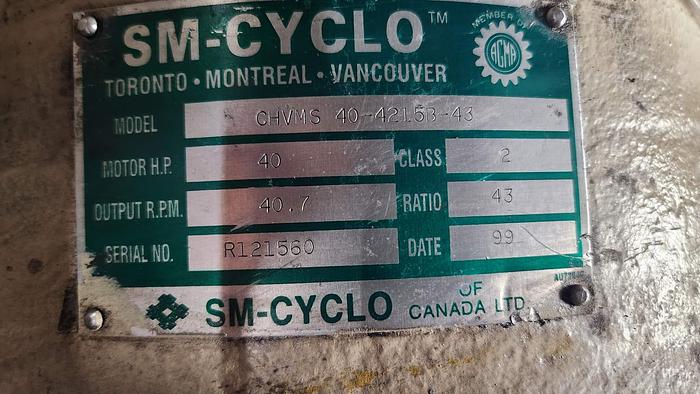 SM-CYCLO™
MEMBER OF
AGMA
TORONTO • MONTREAL • VANCOUVER
MODEL CHVMS 40-4215B-43
MOTOR H.P. 40 CLASS 2
OUTPUT R.P.M. 40.7 RATIO 43
SERIAL NO. R121560 DATE 99
SM-CYCLO OF CANADA LTD.